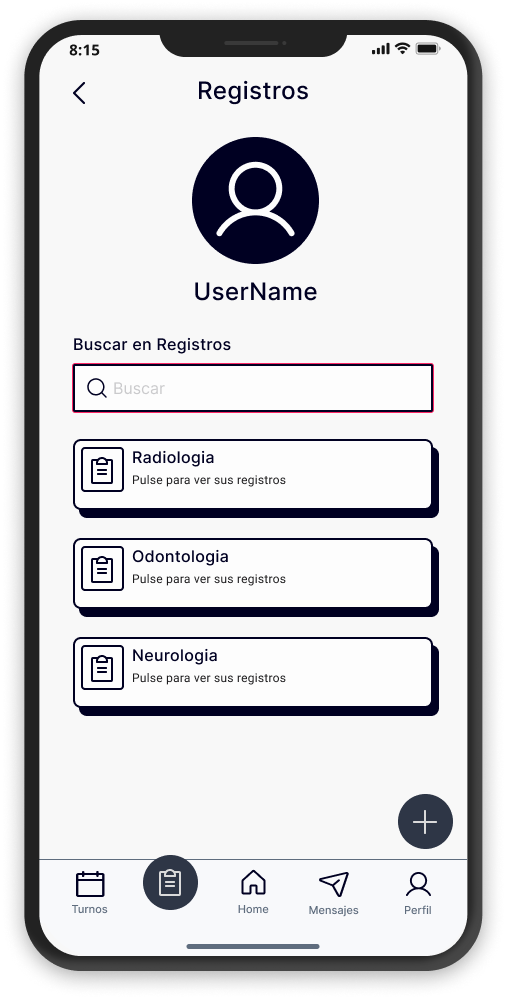 8:15
Registros
UserName
Buscar en Registros
Buscar
Radiologia
Pulse para ver sus registros
Odontologia
Pulse para ver sus registros
Neurologia
Pulse para ver sus registros
Turnos
Home
Mensajes
Perfil